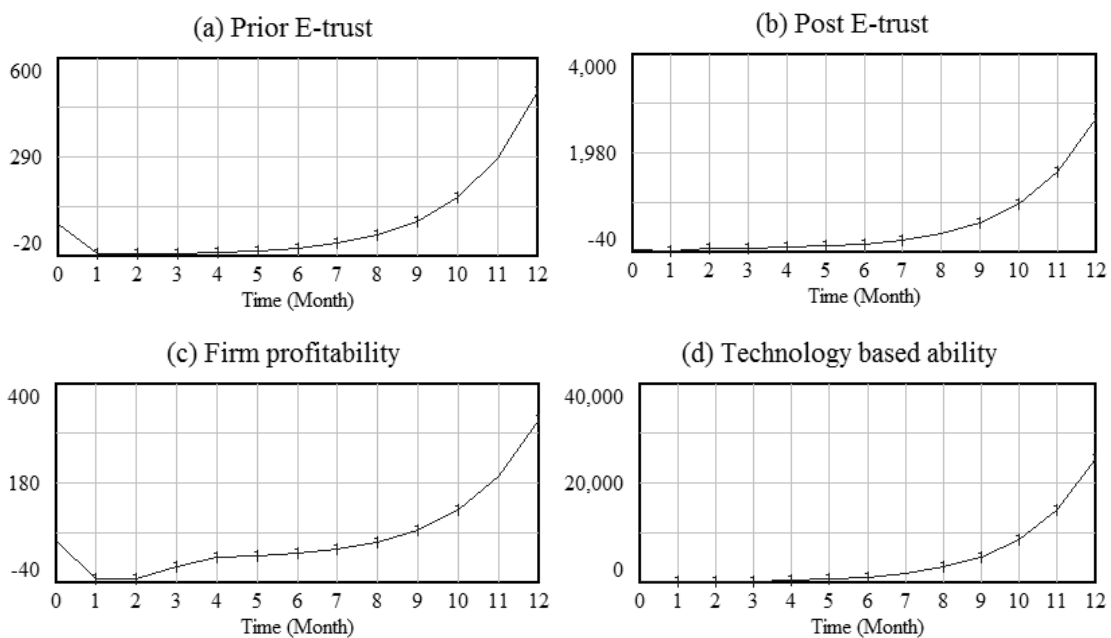 (a) Prior E-trust
600
290
-20
0 1 2 3 4 5 6 7 8 9 10 11 12
Time (Month)
(b) Post E-trust
4,000
1,980
-40
0 1 2 3 4 5 6 7 8 9 10 11 12
Time (Month)
(c) Firm profitability
400
180
-40
0 1 2 3 4 5 6 7 8 9 10 11 12
Time (Month)
(d) Technology based ability
40,000
20,000
0
0 1 2 3 4 5 6 7 8 9 10 11 12
Time (Month)